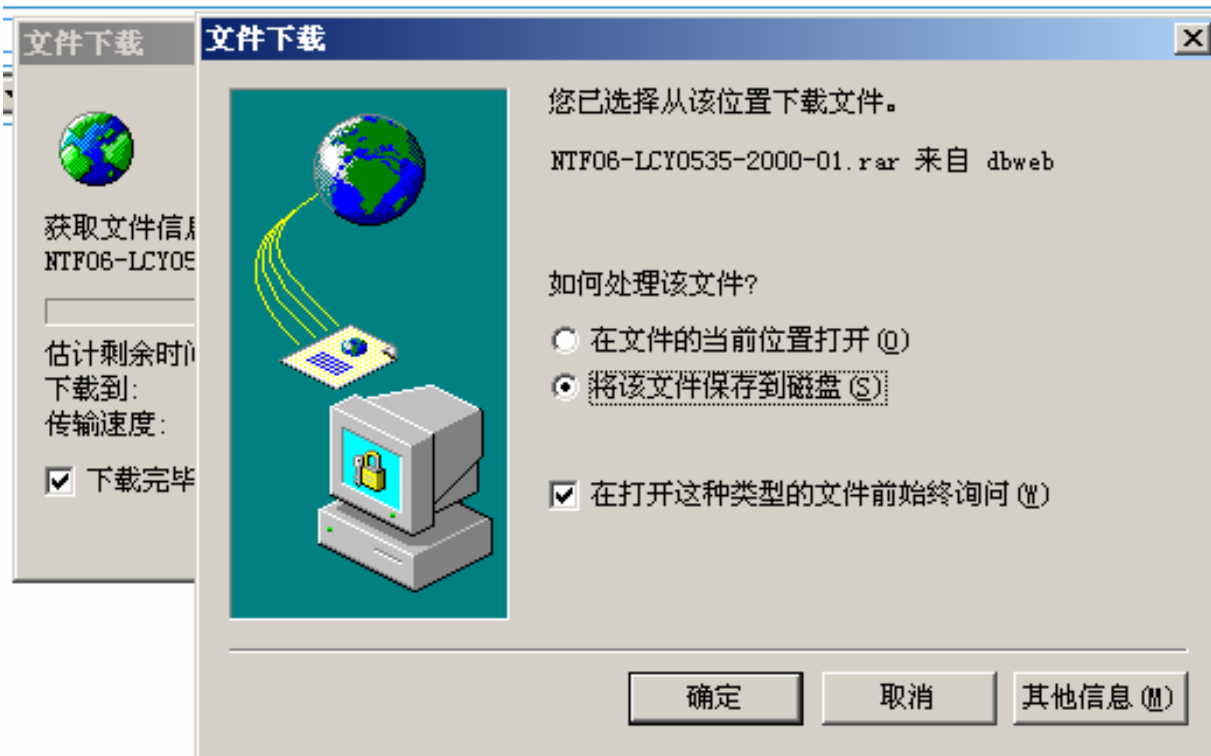 文件下载
获取文件信息
NTF06-LCY05
估计剩余时间
下载到:
传输速度:
下载完毕
文件下载
您已选择从该位置下载文件。
NTF06-LCY0535-2000-01.rar 来自 dbweb
如何处理该文件?
在文件的当前位置打开(O)
将该文件保存到磁盘(S)
在打开这种类型的文件前始终询问(W)
确定
取消
其他信息(M)